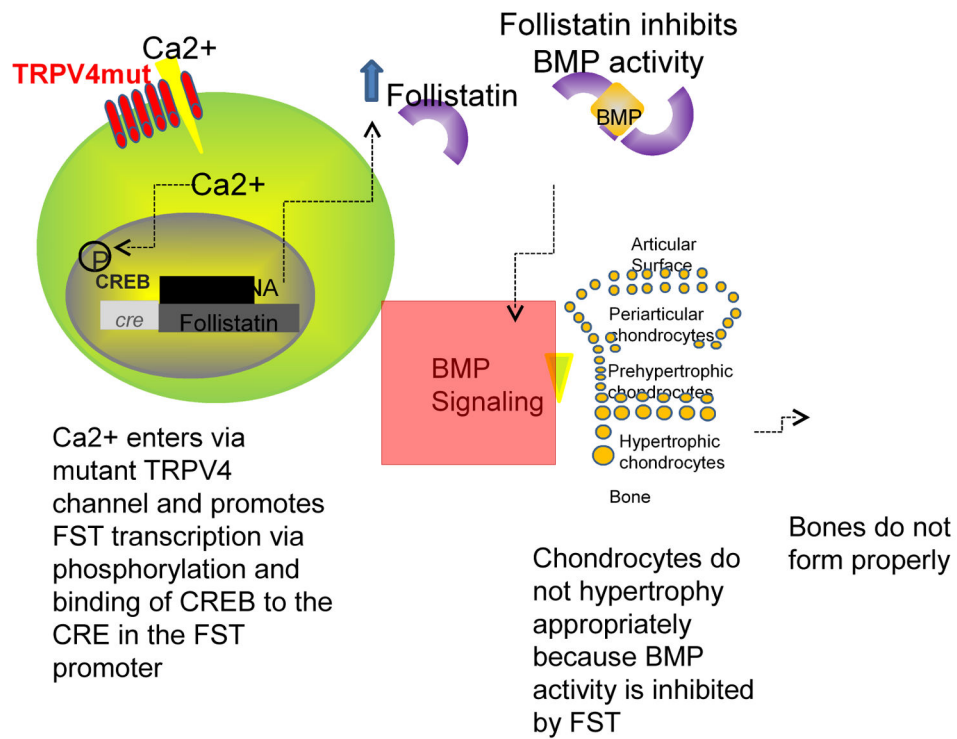 Ca2+
TRPV4mut
Follistatin
Follistatin inhibits
BMP activity
BMP
Ca2+
P
CREB
NA
cre
Follistatin
BMP
Signaling
Articular
Surface
Periarticular
chondrocytes
Prehypertrophic
chondrocytes
Hypertrophic
chondrocytes
Bone
Ca2+ enters via
mutant TRPV4
channel and promotes
FST transcription via
phosphorylation and
binding of CREB to the
CRE in the FST
promoter
Chondrocytes do
not hypertrophy
appropriately
because BMP
activity is inhibited
by FST
Bones do not
form properly